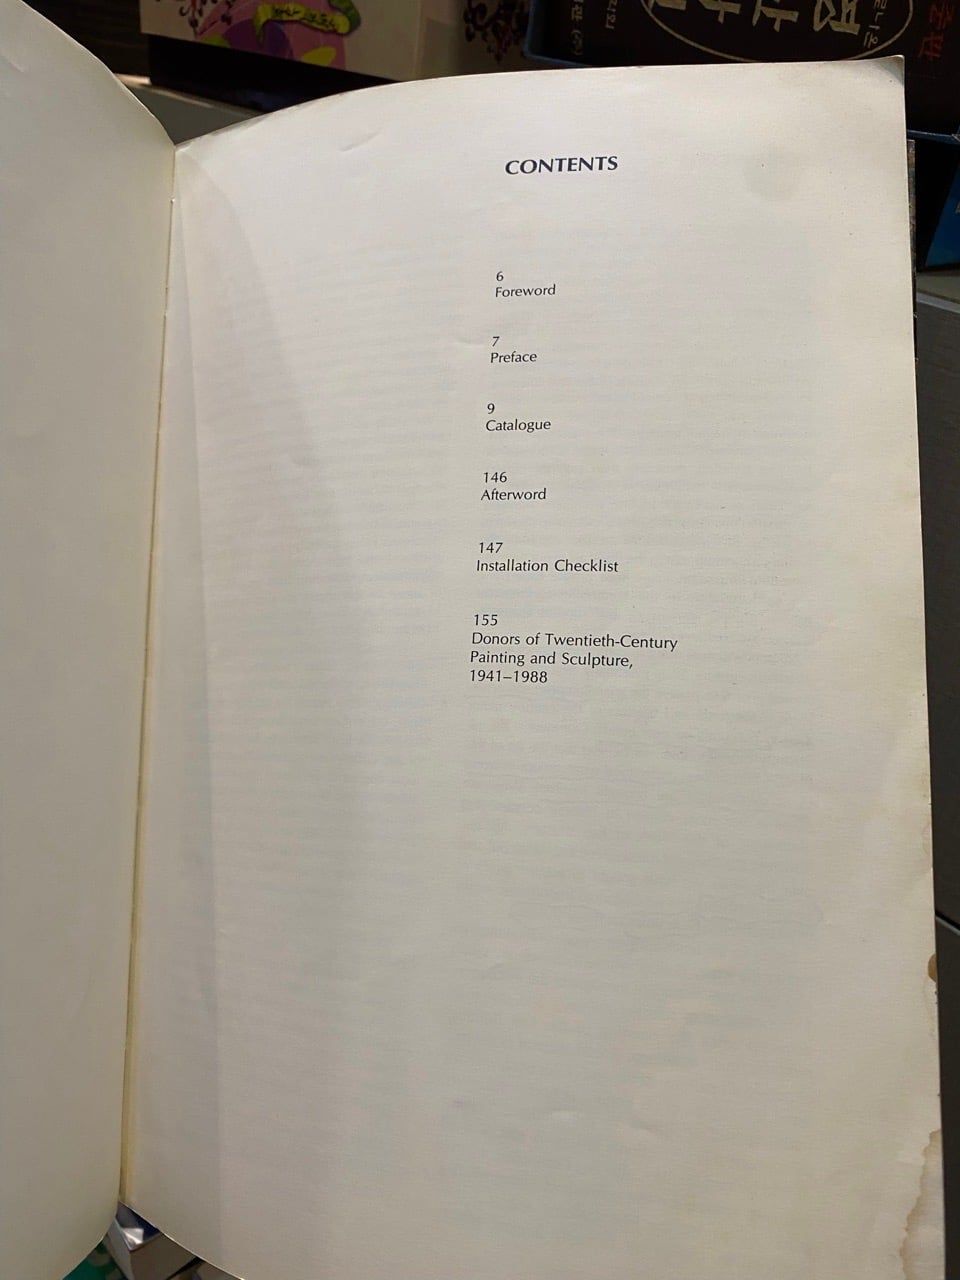 CONTENTS
6
Foreword
7
Preface
9
Catalogue
146
Afterword
147
Installation Checklist
155
Donors of Twentieth-Century
Painting and Sculpture,
1941–1988